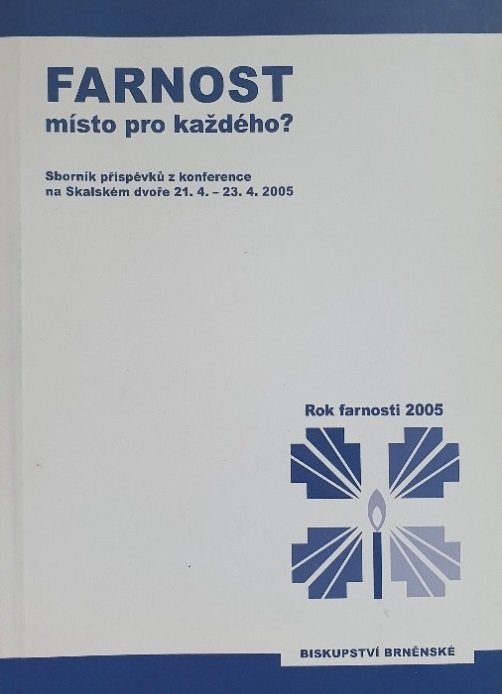 FARNOST
místo pro každého?
Sborník příspěvků z konference
na Skalském dvoře 21. 4. – 23. 4. 2005
Rok farnosti 2005
BISKUPSTVÍ BRNĚNSKÉ